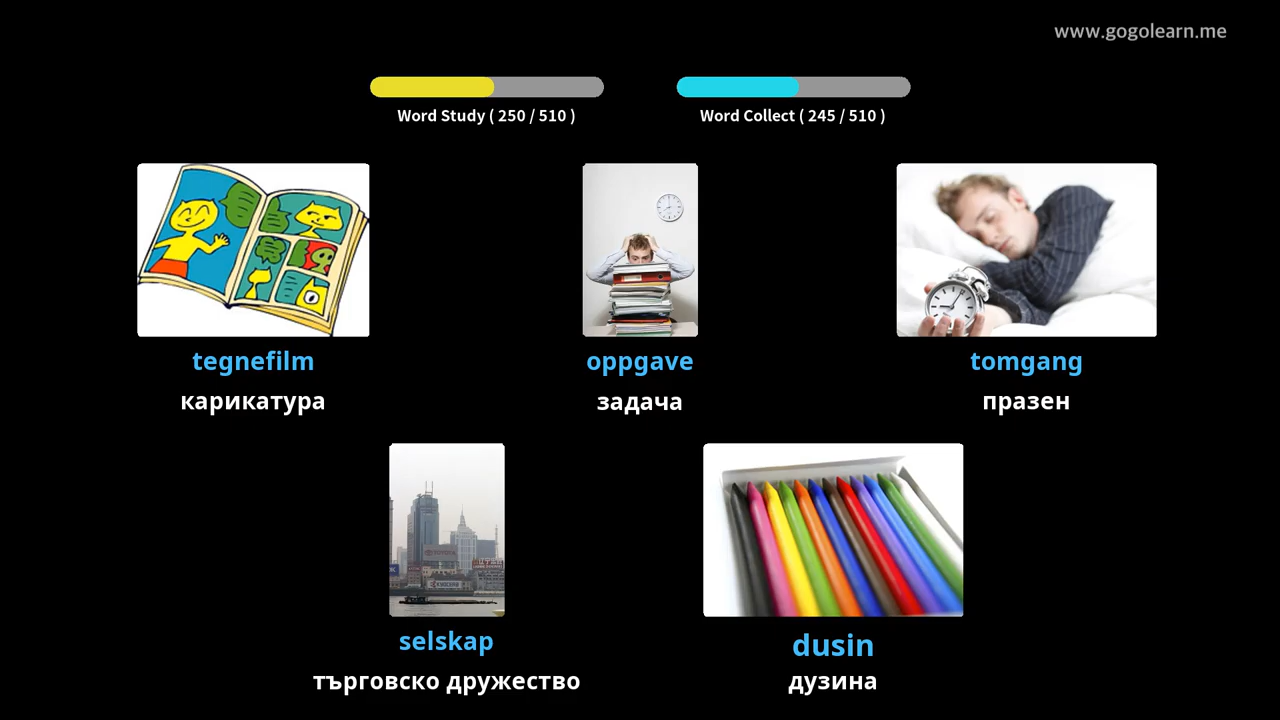 www.gogolearn.me
Word Study ( 250 / 510 )
Word Collect ( 245 / 510 )
tegnefilm
oppgave
tomgang
карикатура
задача
празен
selskap
dusin
търговско дружество
дузина